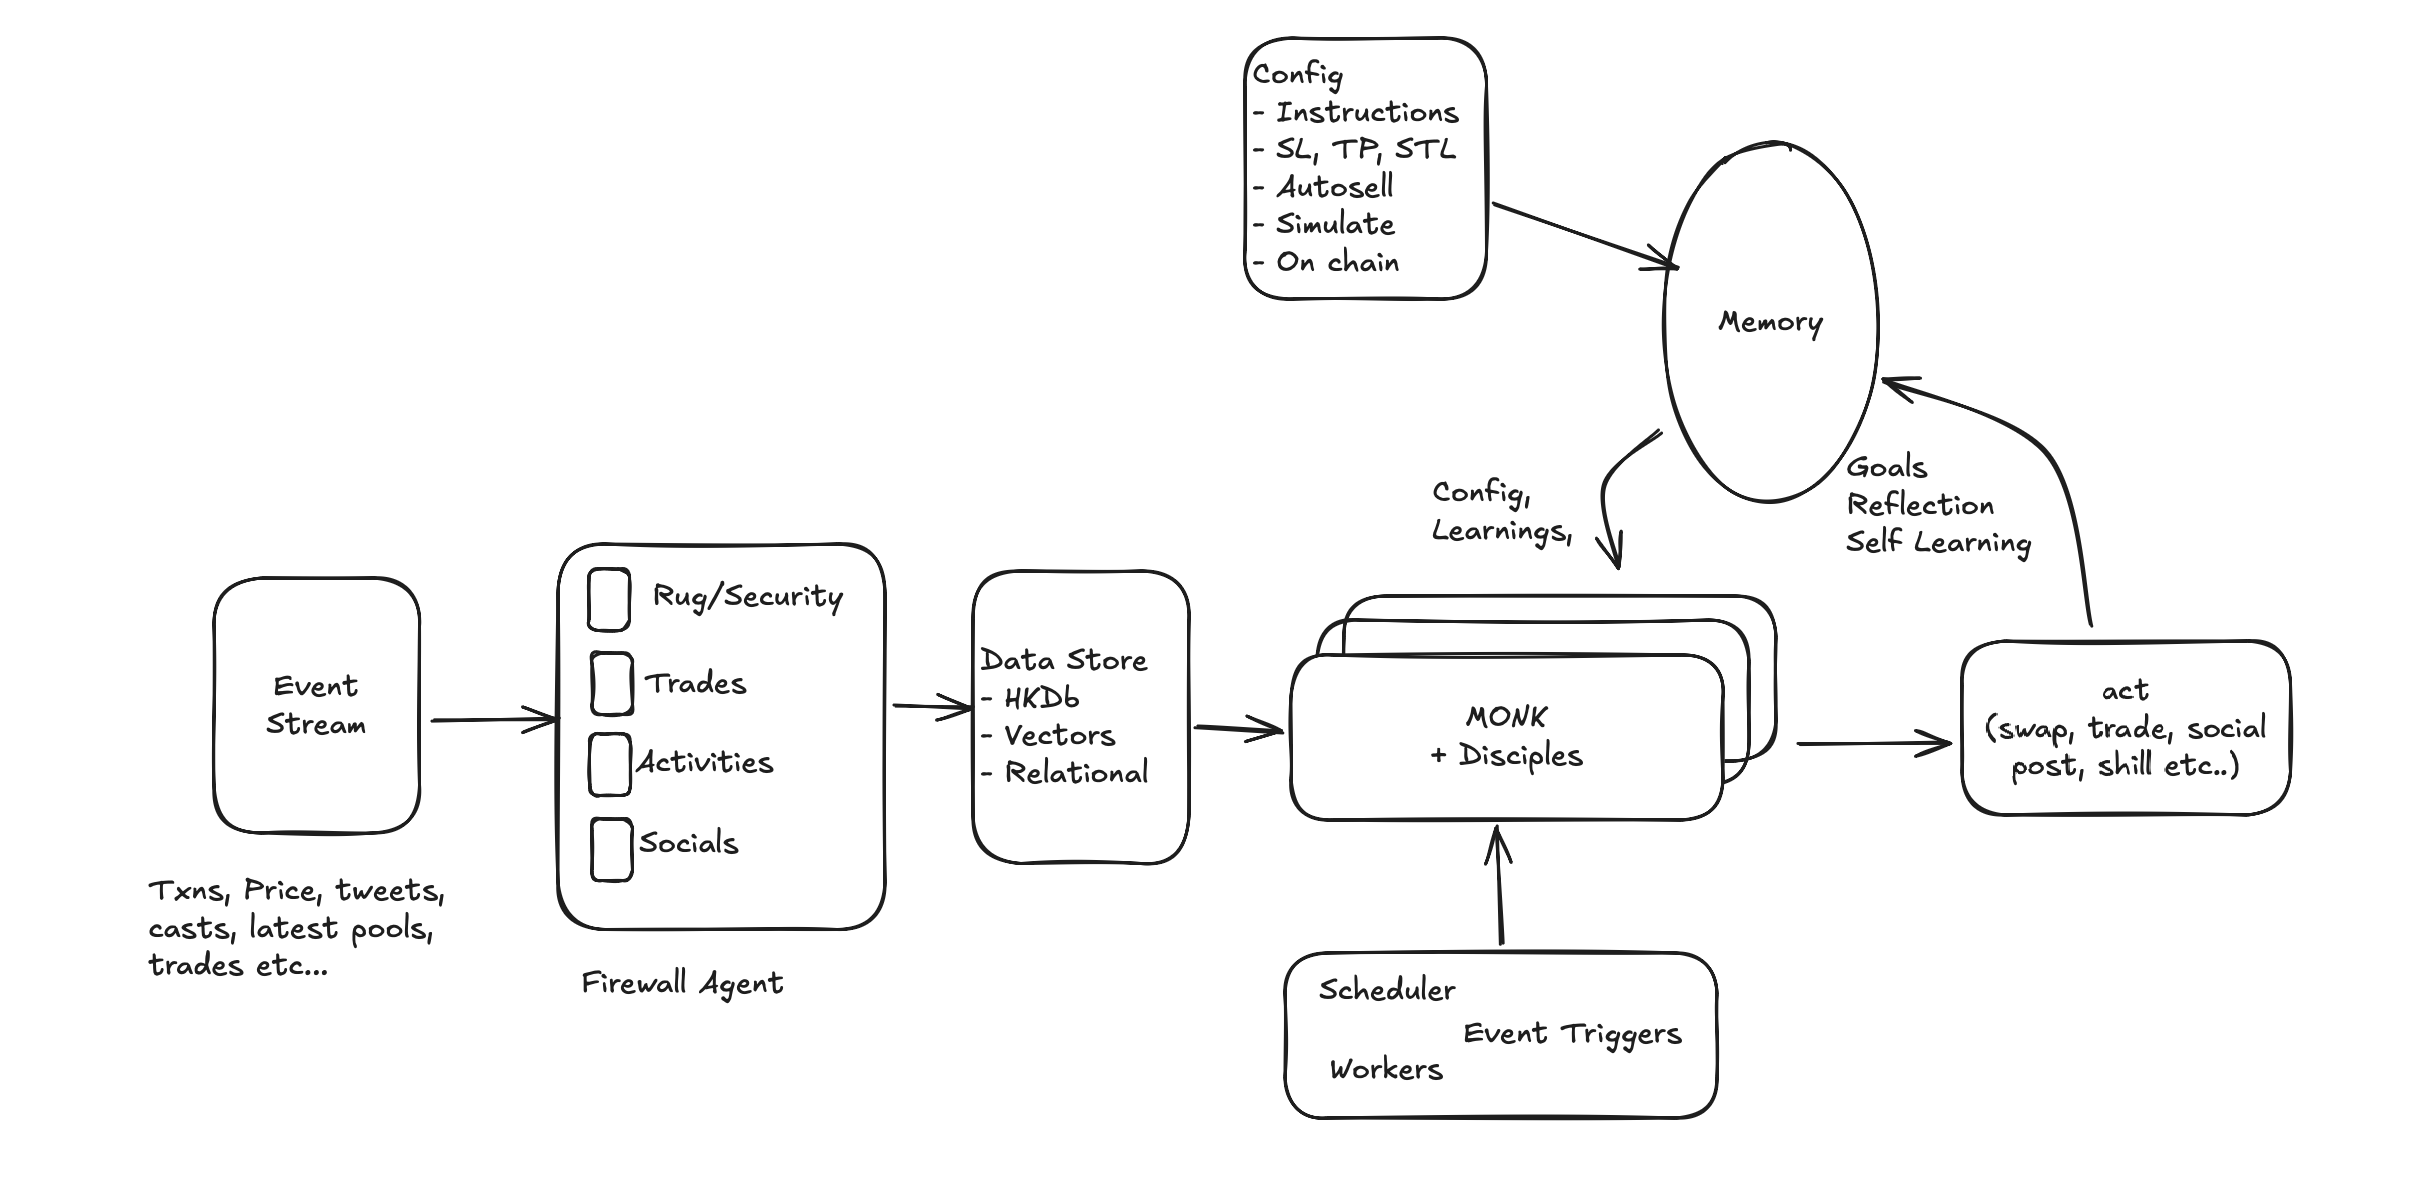 Config
- Instructions
- SL, TP, STL
- Autosell
- Simulate
- On chain
Memory
Config,
Learnings,
Goals
Reflection
Self Learning
Event
Stream
Txns, Price, tweets,
casts, latest pools,
trades etc...
Rug/Security
Trades
Activities
Socials
Firewall Agent
Data Store
- HKDb
- Vectors
- Relational
MONK
+ Disciples
act
(swap, trade, social
post, shill etc..)
Scheduler
Event Triggers
Workers